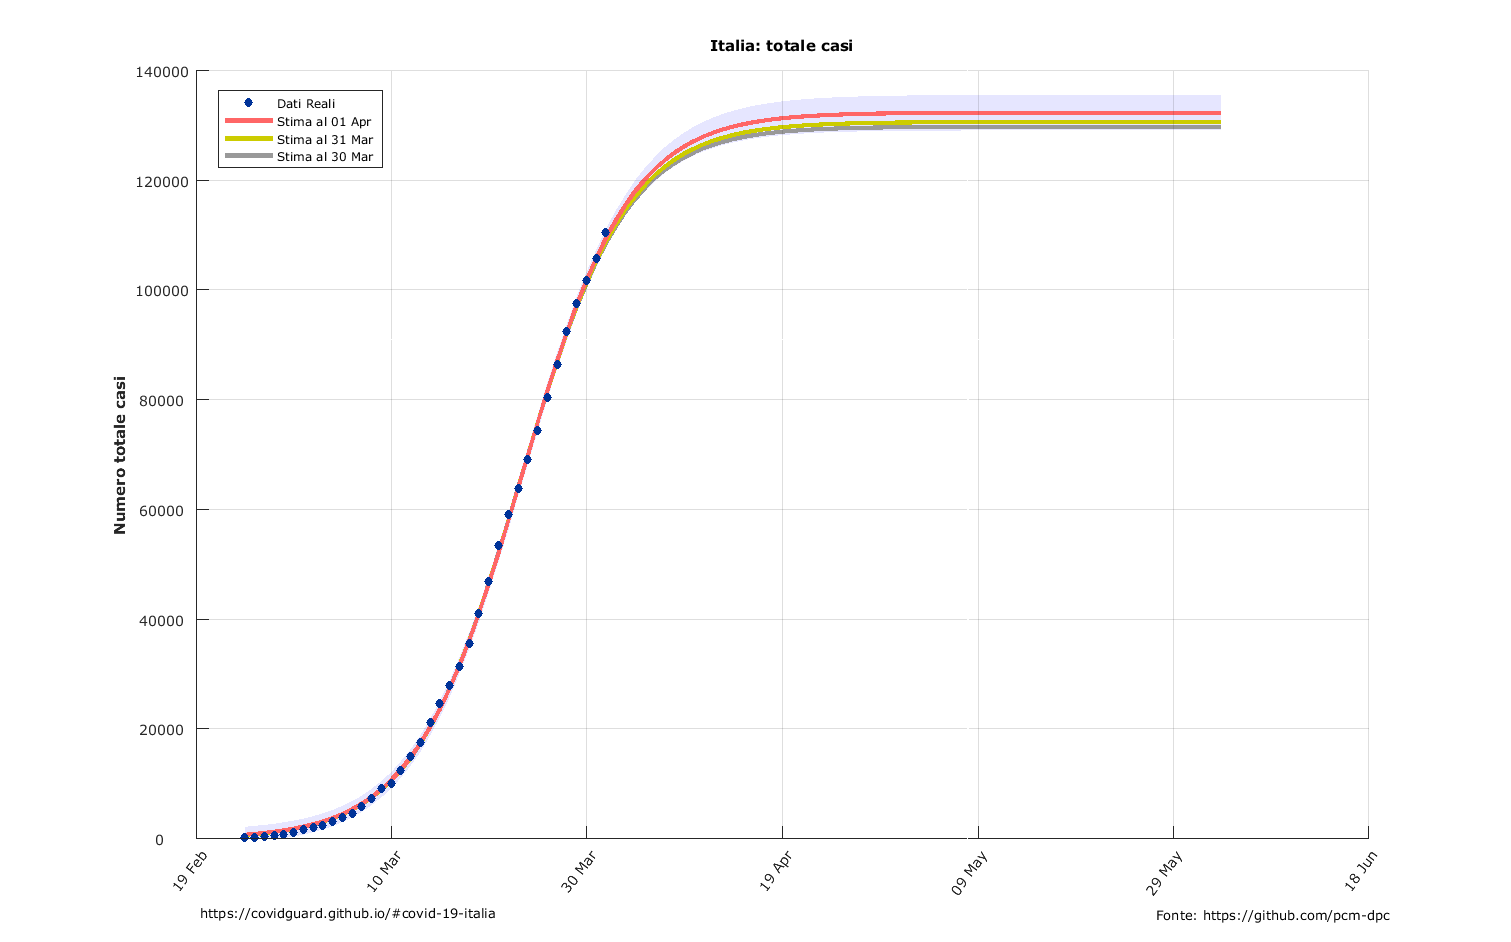 Italia: totale casi
140000
120000
100000
80000
60000
40000
20000
0
Numero totale casi
Dati Reali
Stima al 01 Apr
Stima al 31 Mar
Stima al 30 Mar
19 Feb
10 Mar
30 Mar
19 Apr
09 May
29 May
18 Jun
https://covidguard.github.io/#covid-19-italia
Fonte: https://github.com/pcm-dpc